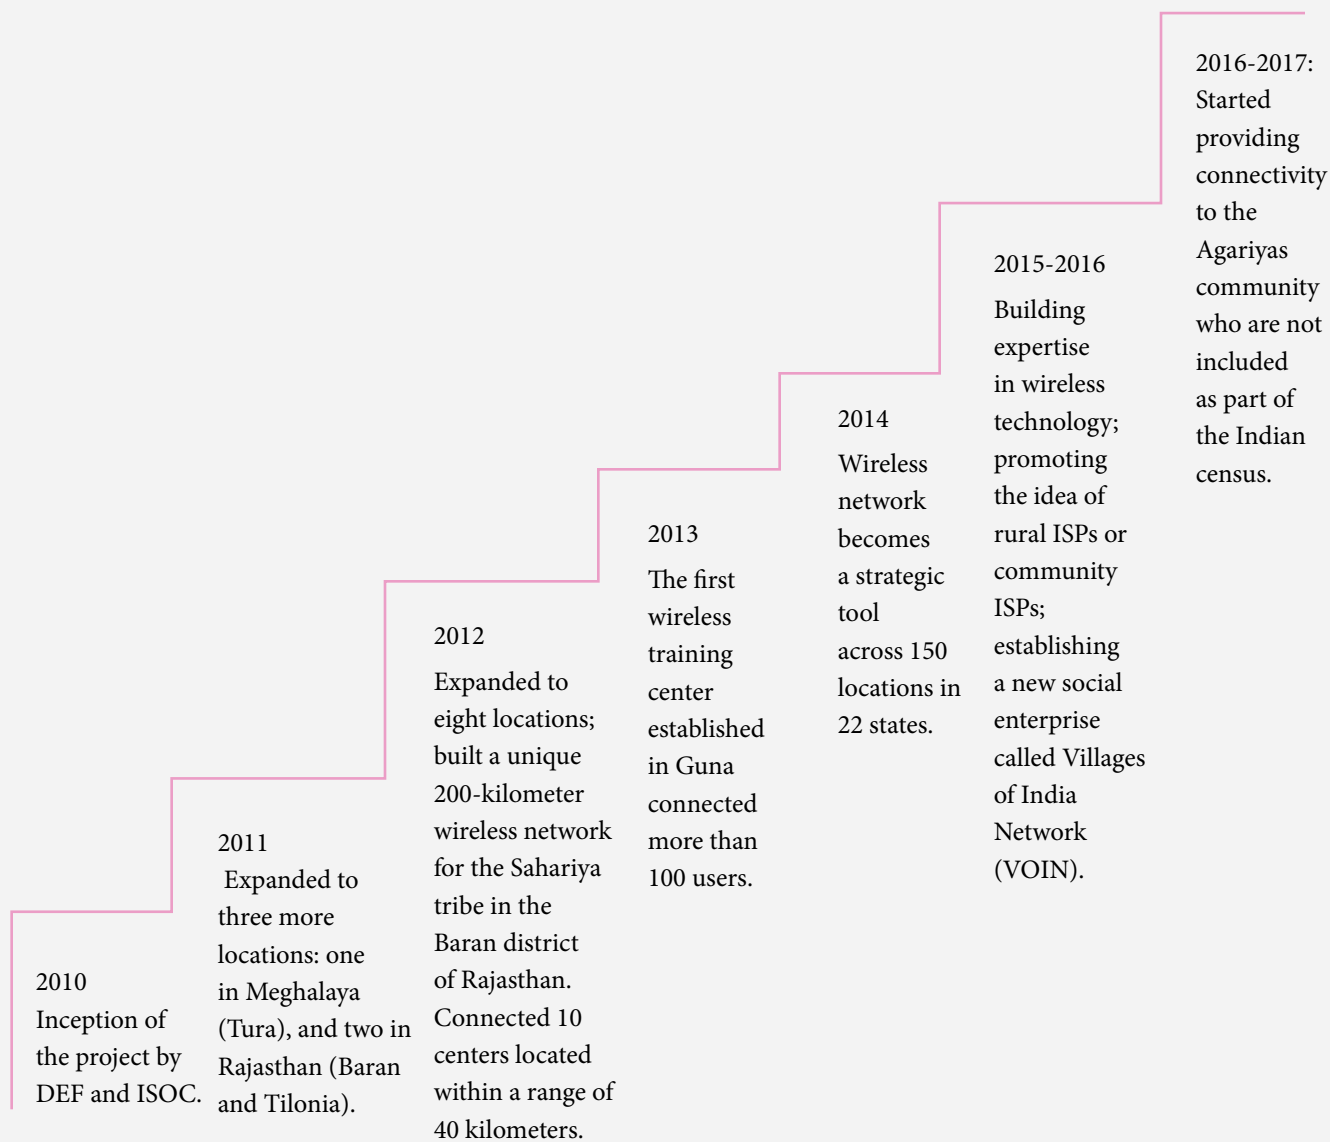 2010
Inception of
the project by
DEF and ISOC.
2011
Expanded to
three more
locations: one
in Meghalaya
(Tura), and two in
Rajasthan (Baran
and Tilonia).
2012
Expanded to
eight locations;
built a unique
200-kilometer
wireless network
for the Sahariya
tribe in the
Baran district
of Rajasthan.
Connected 10
centers located
within a range of
40 kilometers.
2013
The first
wireless
training
center
established
in Guna
connected
more than
100 users.
2014
Wireless
network
becomes
a strategic
tool
across 150
locations in
22 states.
2015-2016
Building
expertise
in wireless
technology;
promoting
the idea of
rural ISPs or
community
ISPs;
establishing
a new social
enterprise
called Villages
of India
Network
(VOIN).
2016-2017:
Started
providing
connectivity
to the
Agariyas
community
who are not
included
as part of
the Indian
census.